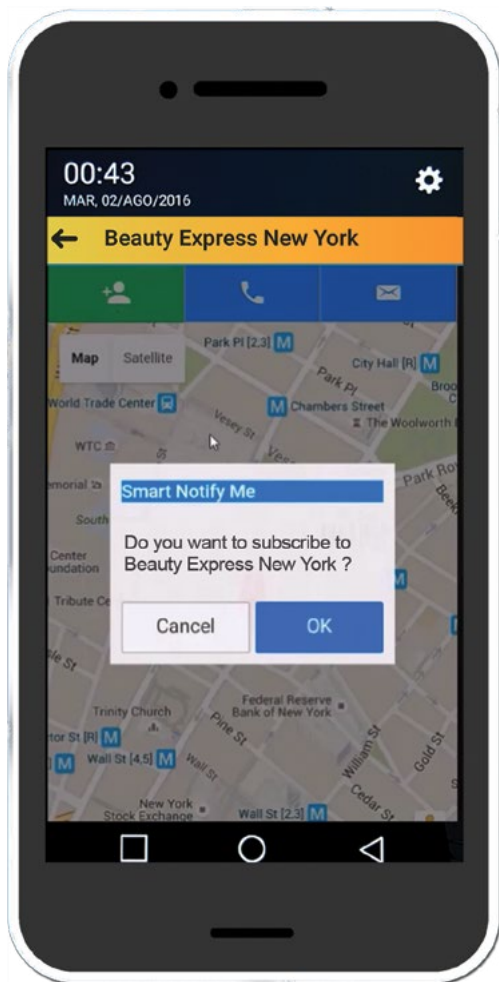 00:43
MAR, 02/AGO/2016
Beauty Express New York
Map Satellite
Park Pl [2,3] M
City Hall [R] M
Park Pl
World Trade Center
M Chambers Street
The Woolworth
Vesey St
WTC
Park Ro
Smart Notify Me
South
Do you want to subscribe to
Beauty Express New York ?
Center
M
Tribute Ce
Cancel OK
Trinity Church
Federal Reserve
Bank of New York
Pine St
tor St [R] M
M Wall St [4,5] M
Wall St
William St
Gold St
New York
Stock Exchange
Wall St [2,3] M
Cedar St